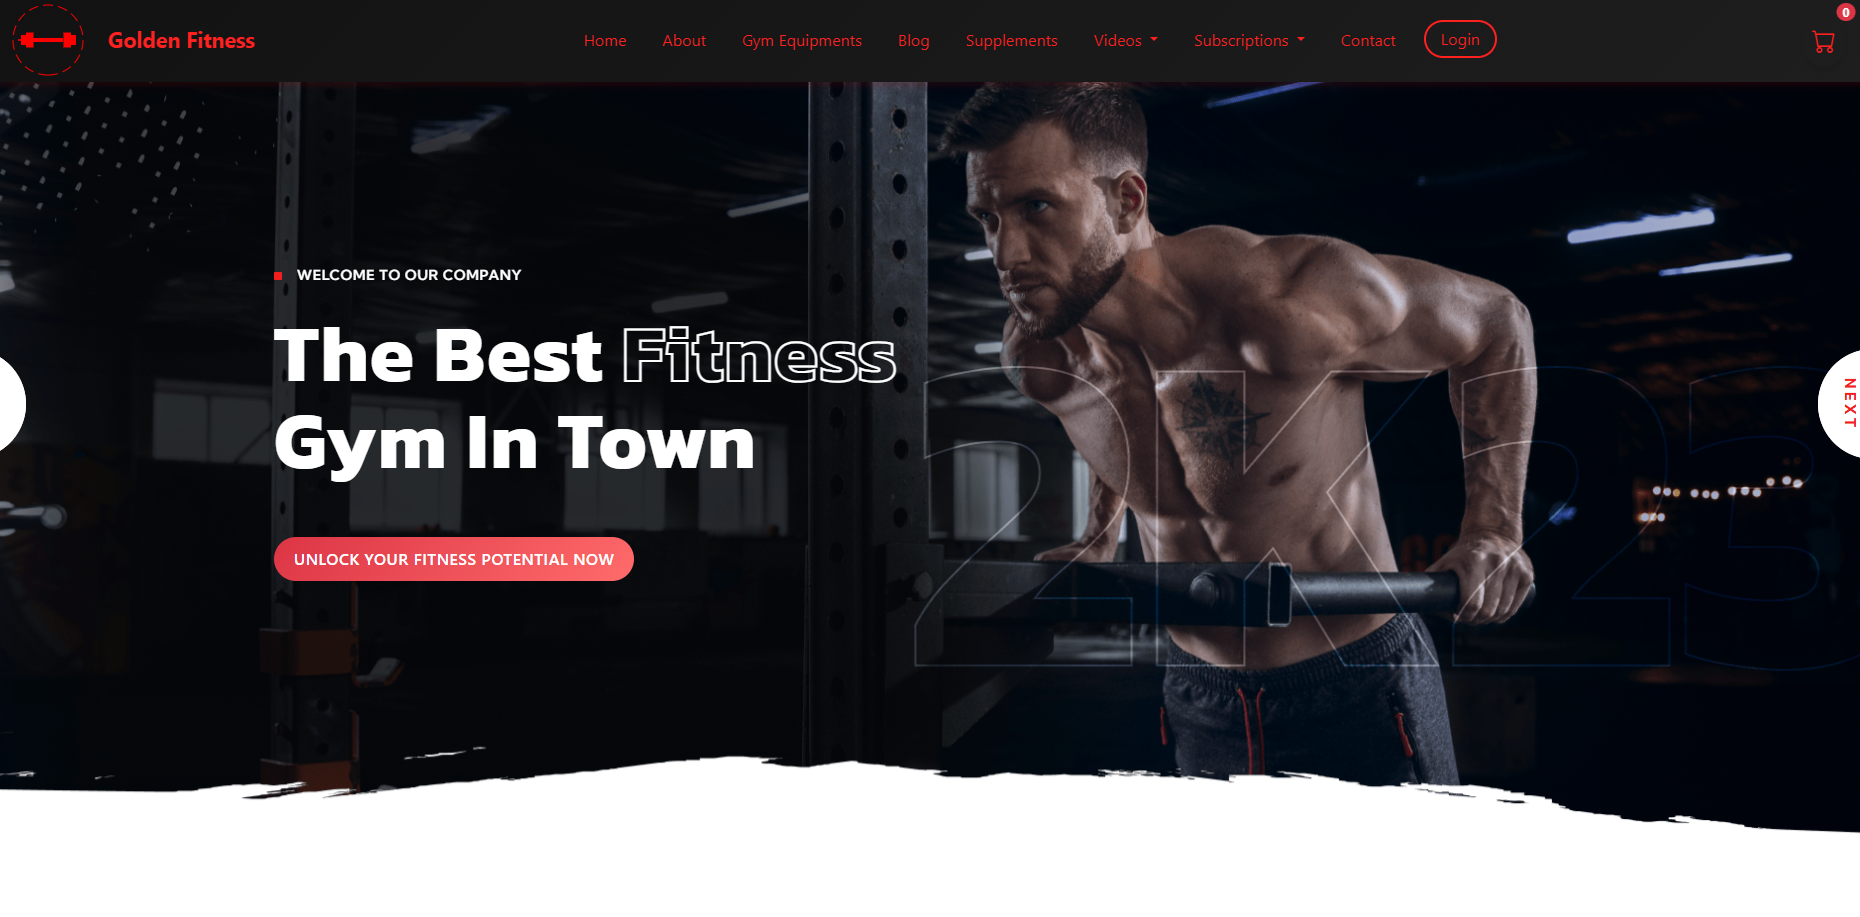 Golden Fitness
Home About Gym Equipments Blog Supplements Videos Subscriptions Contact Login
0
WELCOME TO OUR COMPANY
The Best Fitness
Gym In Town
2K23
NEXT
UNLOCK YOUR FITNESS POTENTIAL NOW